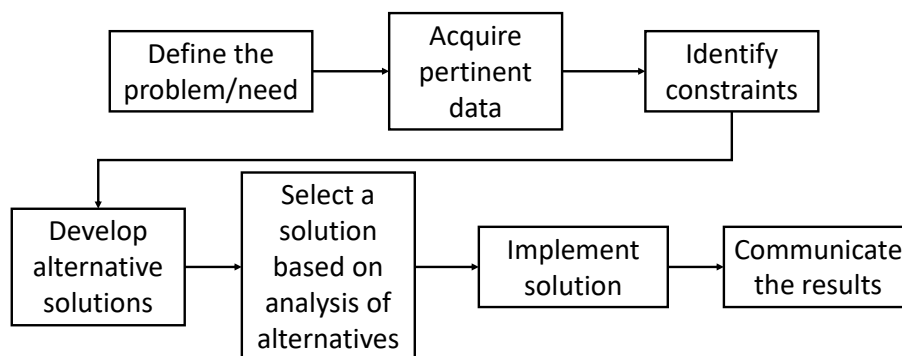 Define the
problem/need
Acquire
pertinent
data
Identify
constraints
Develop
alternative
solutions
Select a
solution
based on
analysis of
alternatives
Implement
solution
Communicate
the results